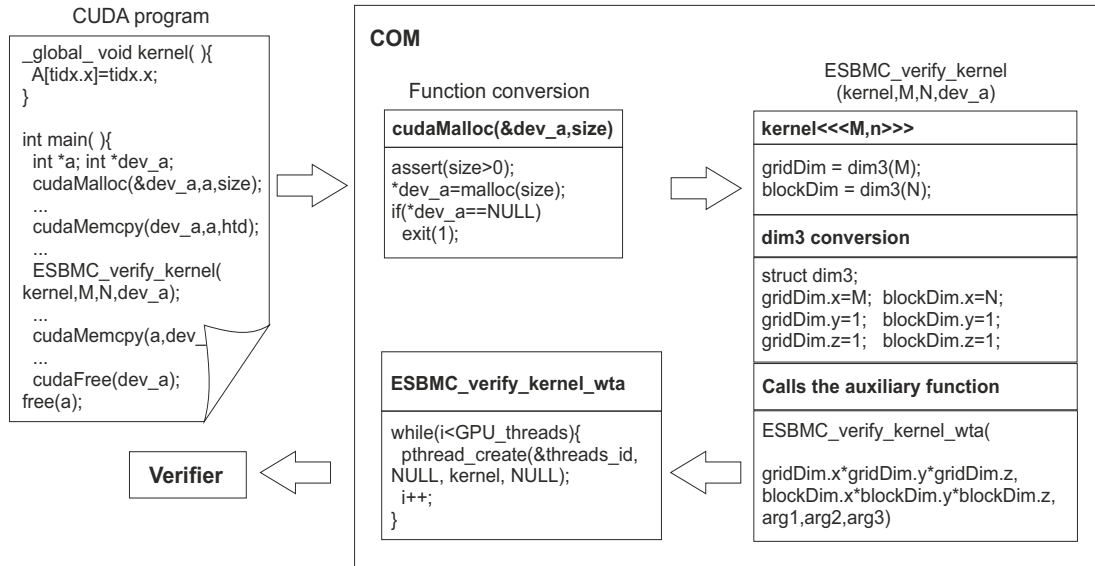 CUDA program
_global_ void kernel( ){
A[tidx.x]=tidx.x;
}
int main( ){
int *a; int *dev_a;
cudaMalloc(&dev_a,a,size);
...
cudaMemcpy(dev_a,a,htd);
...
ESBMC_verify_kernel(
kernel,M,N,dev_a);
...
cudaMemcpy(a,dev_
...
cudaFree(dev_a);
free(a);
COM
Function conversion
cudaMalloc(&dev_a,size)
assert(size>0);
*dev_a=malloc(size);
if(*dev_a==NULL)
exit(1);
ESBMC_verify_kernel
(kernel,M,N,dev_a)
kernel<<<M,n>>>
gridDim = dim3(M);
blockDim = dim3(N);
dim3 conversion
struct dim3;
gridDim.x=M; blockDim.x=N;
gridDim.y=1; blockDim.y=1;
gridDim.z=1; blockDim.z=1;
Calls the auxiliary function
ESBMC_verify_kernel_wta(
gridDim.x*gridDim.y*gridDim.z,
blockDim.x*blockDim.y*blockDim.z,
arg1,arg2,arg3)
ESBMC_verify_kernel_wta
while(i<GPU_threads){
pthread_create(&threads_id,
NULL, kernel, NULL);
i++;
}
Verifier